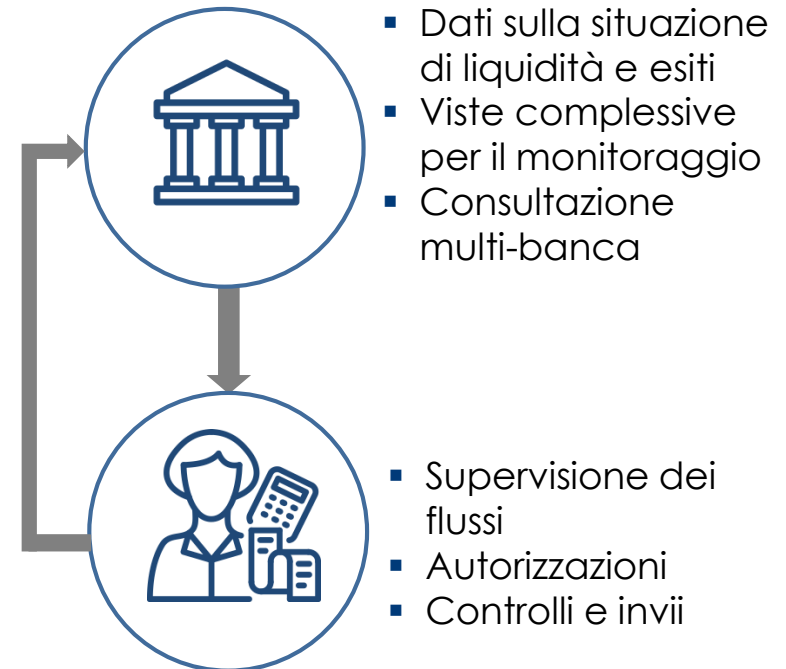 ▪ Dati sulla situazione
di liquidità e esiti
▪ Viste complessive
per il monitoraggio
▪ Consultazione
multi-banca
▪ Supervisione dei
flussi
▪ Autorizzazioni
▪ Controlli e invii